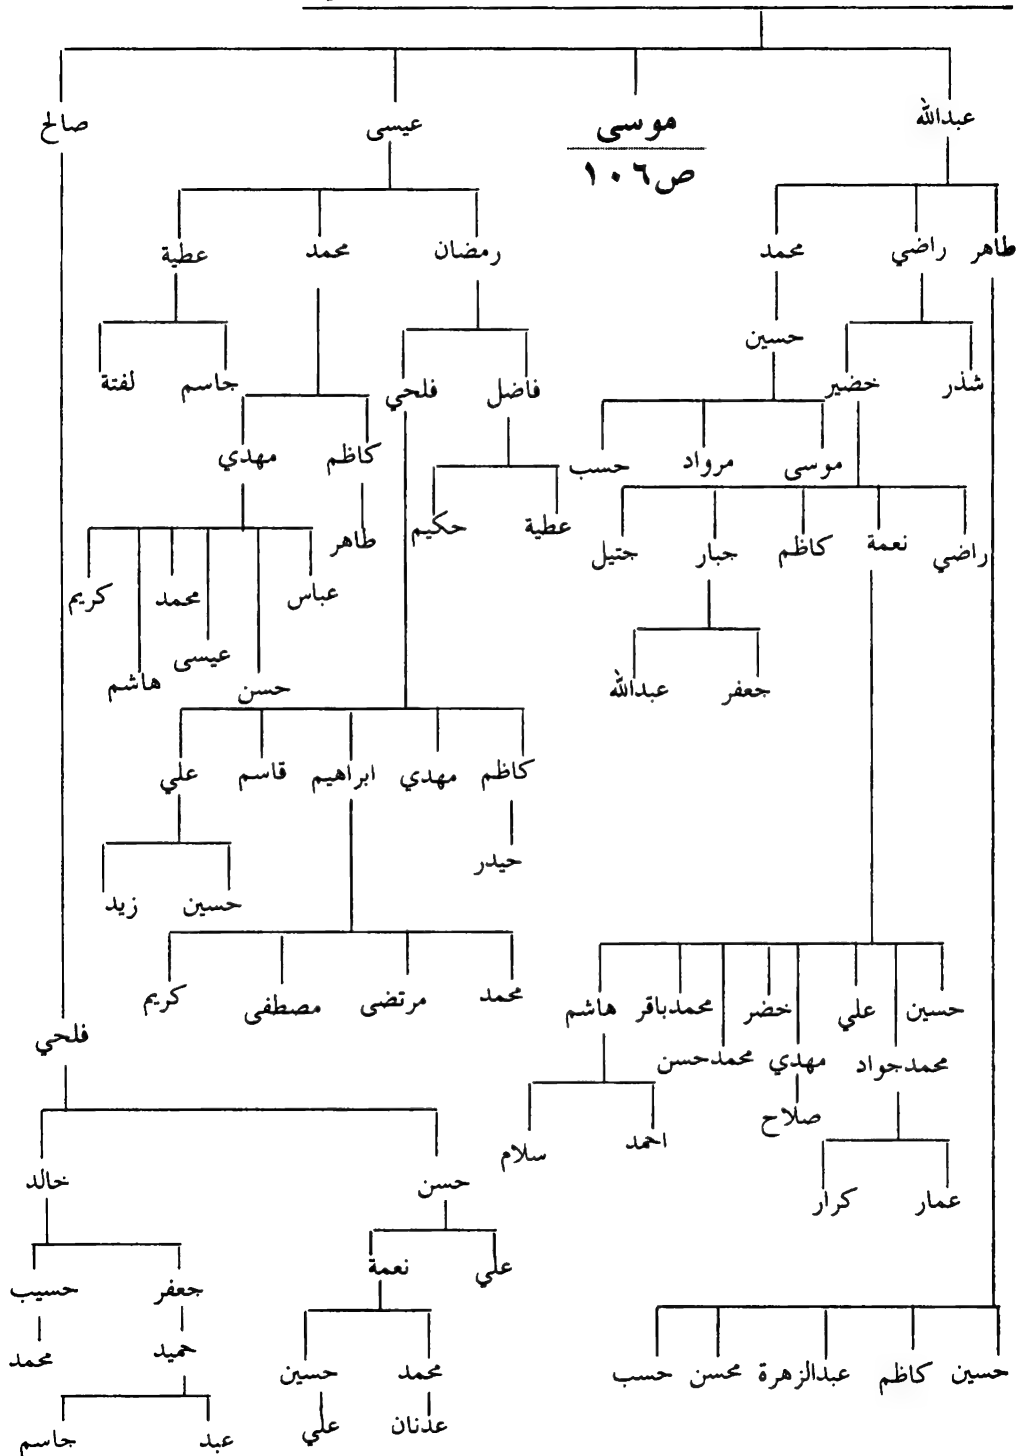 عبدالله
موسى
عيسى
صالح
ص١٠٦
طاهر
راضي
محمد
رمضان
محمد
عطية
حسين
شذر
خضير
فاضل
فلحي
جاسم
لفتة
موسى
مرواد
حسب
كاظم
مهدي
راضي
نعمة
كاظم
جبار
جتيل
عطية
حكيم
طاهر
عباس
حسن
عيسى
محمد
هاشم
كريم
جعفر
عبدالله
كاظم
مهدي
ابراهيم
قاسم
علي
حيدر
حسين
زيد
محمد
مرتضى
مصطفى
كريم
حسين
محمدجواد
علي
مهدي
خضر
محمدحسن
محمدباقر
هاشم
فلحي
صلاح
احمد
سلام
عمار
كرار
حسن
خالد
علي
نعمة
جعفر
حسيب
محمد
حسين
حميد
محمد
حسين
كاظم
عبدالزهرة
محسن
حسب
عدنان
علي
عبد
جاسم